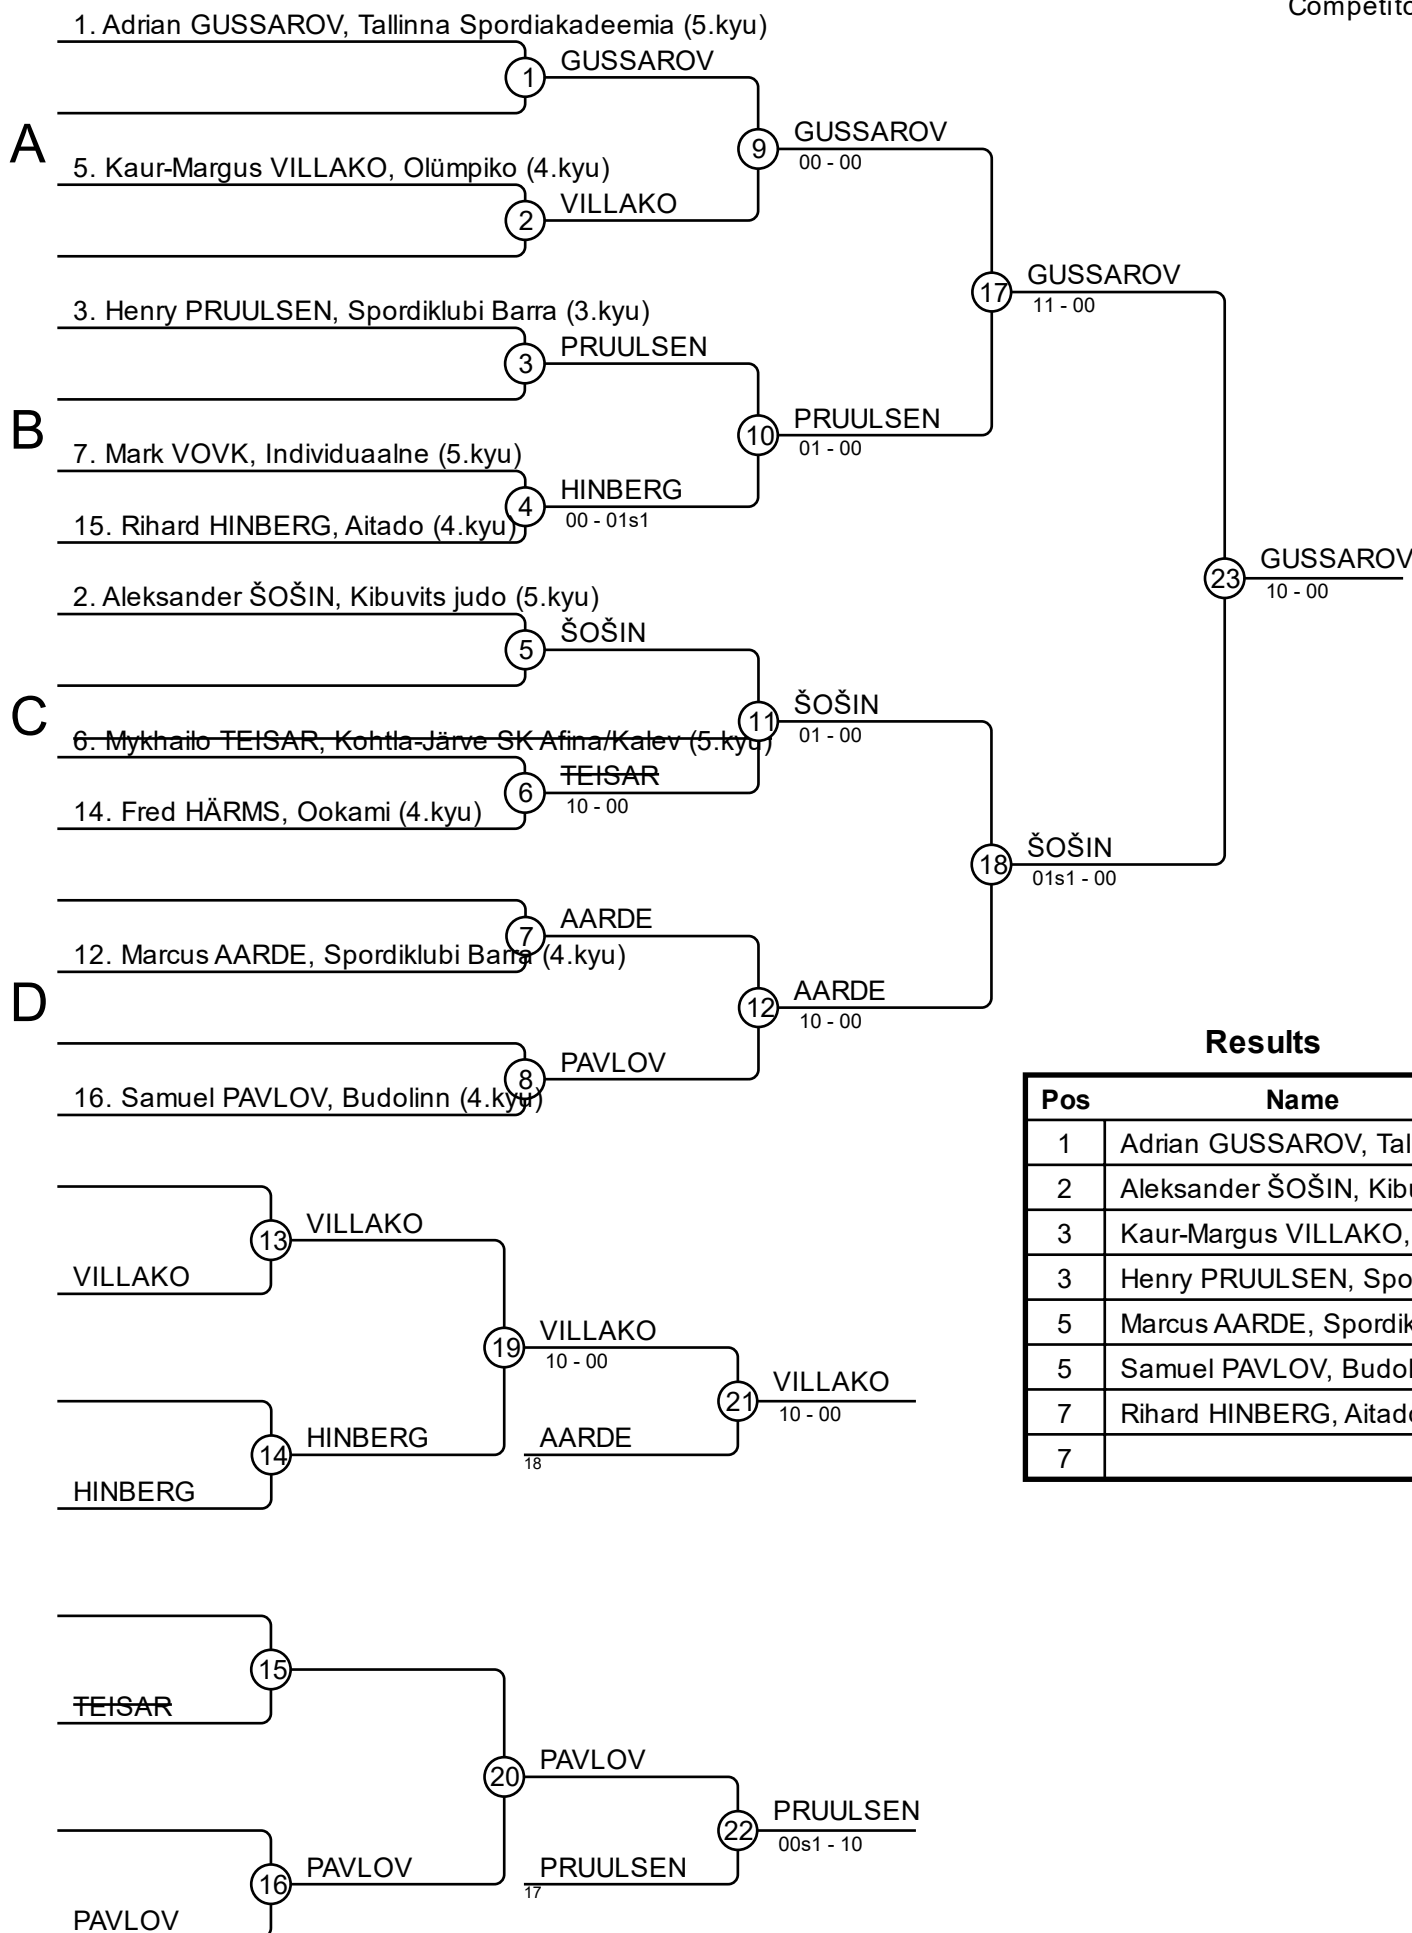 Competito
1. Adrian GUSSAROV, Tallinna Spordiakadeemia (5.kyu)
1
GUSSAROV
A
9
GUSSAROV
00 - 00
5. Kaur-Margus VILLAKO, Olümpiko (4.kyu)
2
VILLAKO
17
GUSSAROV
11 - 00
3. Henry PRUULSEN, Spordiklubi Barra (3.kyu)
3
PRUULSEN
B
10
PRUULSEN
01 - 00
7. Mark VOVK, Individuaalne (5.kyu)
4
HINBERG
00 - 01s1
15. Rihard HINBERG, Aitado (4.kyu)
23
GUSSAROV
10 - 00
2. Aleksander ŠOŠIN, Kibuvits judo (5.kyu)
5
ŠOŠIN
C
11
ŠOŠIN
01 - 00
6. Mykhailo TEISAR, Kohtla-Järve SK Afina/Kalev (5.kyu)
6
TEISAR
10 - 00
14. Fred HÄRMS, Ookami (4.kyu)
18
ŠOŠIN
01s1 - 00
7
AARDE
12. Marcus AARDE, Spordiklubi Barra (4.kyu)
D
12
AARDE
10 - 00
8
PAVLOV
16. Samuel PAVLOV, Budolinn (4.kyu)
Results
Pos Name
1 Adrian GUSSAROV, Tal
2 Aleksander ŠOŠIN, Kibu
3 Kaur-Margus VILLAKO,
3 Henry PRUULSEN, Spo
5 Marcus AARDE, Spordik
5 Samuel PAVLOV, Budol
7 Rihard HINBERG, Aitado
7
13
VILLAKO
VILLAKO
19
VILLAKO
10 - 00
21
VILLAKO
10 - 00
14
HINBERG
AARDE
18
HINBERG
15
TEISAR
20
PAVLOV
22
PRUULSEN
00s1 - 10
16
PAVLOV
PRUULSEN
17
PAVLOV